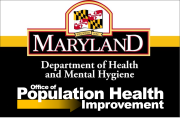 MARYLAND
Department of Health
and Mental Hygiene
Office of
Population Health
Improvement